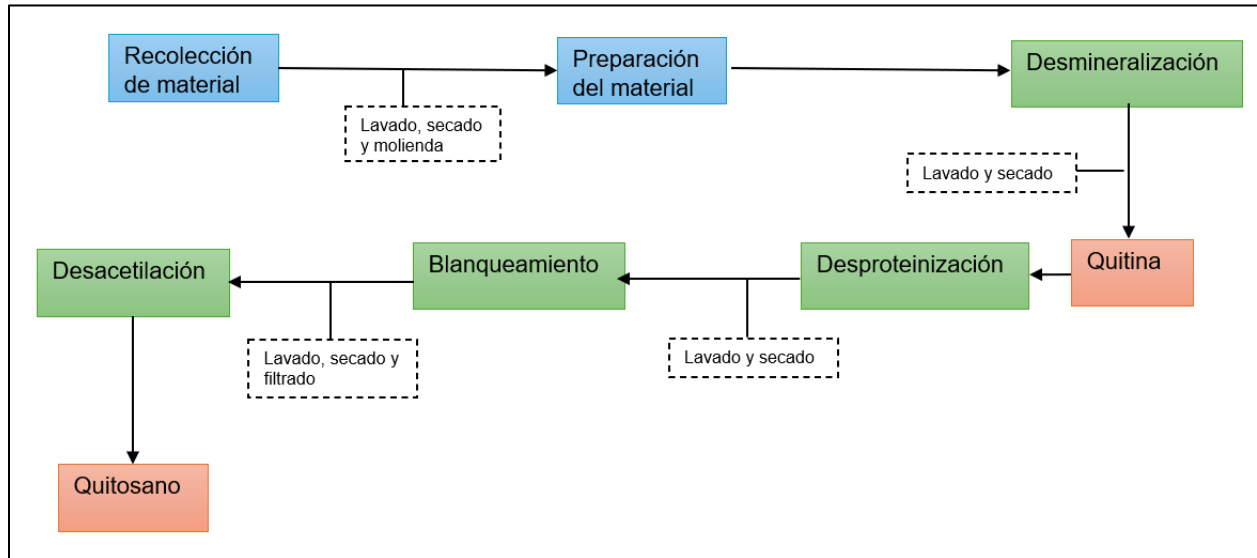 Recolección
de material
Preparación
del material
Desmineralización
Lavado, secado
y molienda
Lavado y secado
Quitina
Desproteinización
Blanqueamiento
Desacetilación
Lavado y secado
Lavado, secado y
filtrado
Quitosano